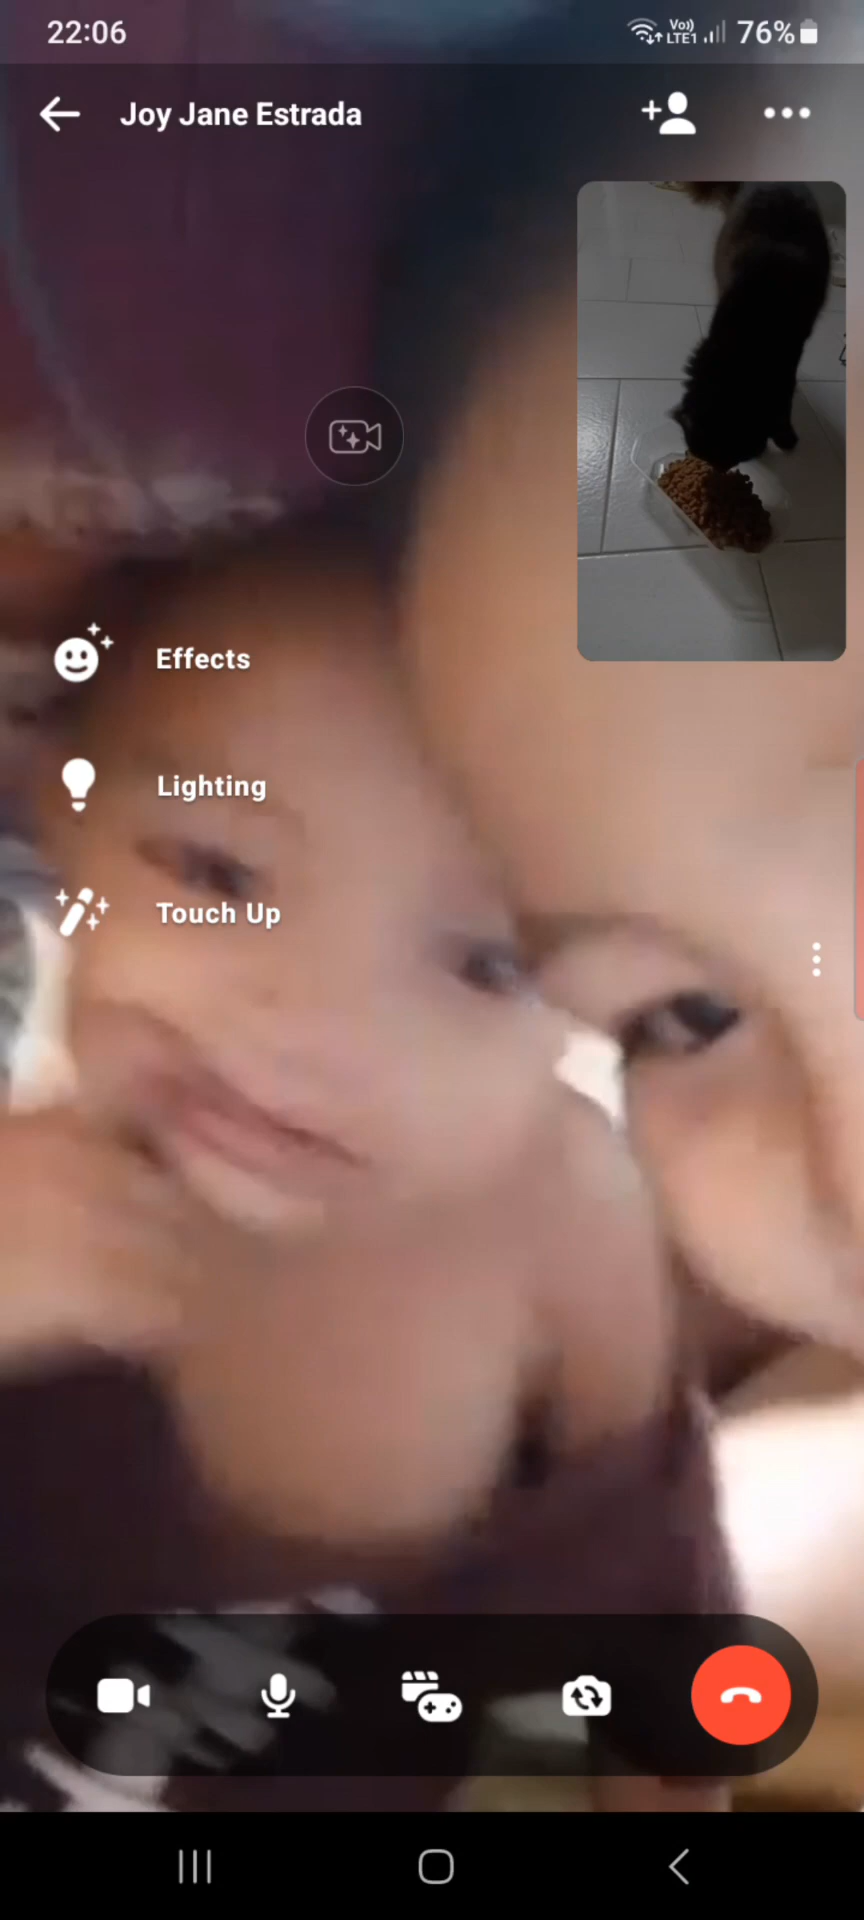 22:06
Vo)) LTE1
76%
Joy Jane Estrada
Effects
Lighting
Touch Up